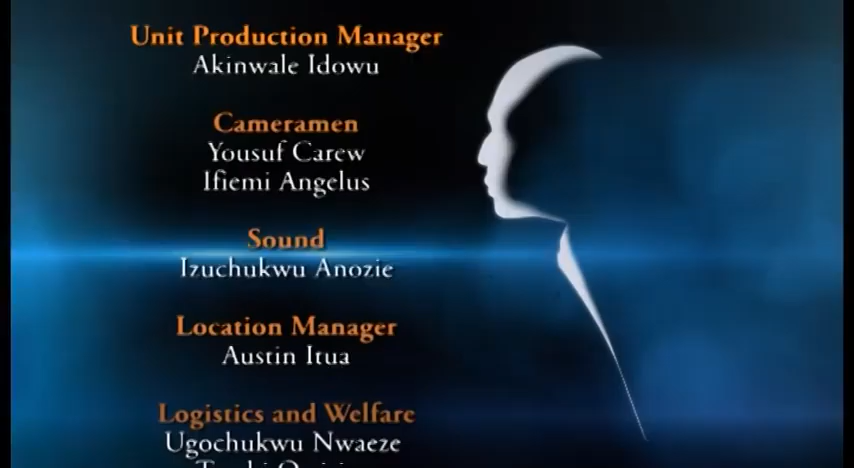 Unit Production Manager
Akinwale Idowu
Cameramen
Yousuf Carew
Ifiemi Angelus
Sound
Izuchukwu Anozie
Location Manager
Austin Itua
Logistics and Welfare
Ugochukwu Nwaeze